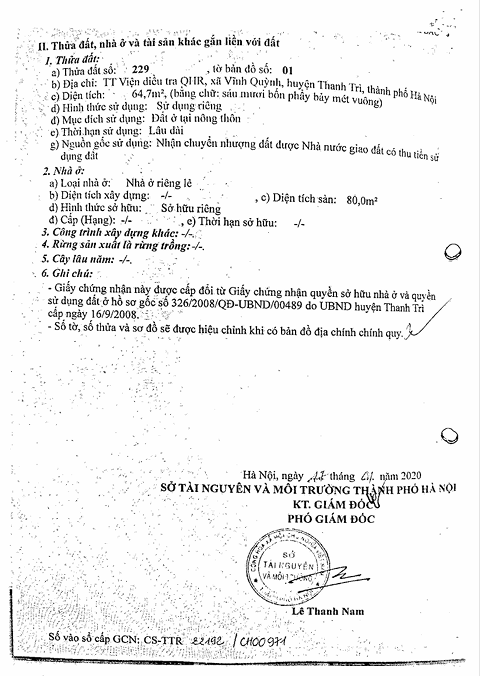 II. Thửa đất, nhà ở và tài sản khác gắn liền với đất
1. Thửa đất:
a) Thửa đất số: 229 , tờ bản đồ số: 01
b) Địa chỉ: TT Viện điều tra QHR, xã Vĩnh Quỳnh, huyện Thanh Trì, thành phố Hà Nội
c) Diện tích: 64,7m², (bằng chữ: sáu mươi bốn phẩy bảy mét vuông)
d) Hình thức sử dụng: Sử dụng riêng
đ) Mục đích sử dụng: Đất ở tại nông thôn
e) Thời hạn sử dụng: Lâu dài
g) Nguồn gốc sử dụng: Nhận chuyển nhượng đất được Nhà nước giao đất có thu tiền sử
dụng đất
2. Nhà ở:
a) Loại nhà ở: Nhà ở riêng lẻ
b) Diện tích xây dựng: -/- , c) Diện tích sàn: 80,0m²
d) Hình thức sở hữu: Sở hữu riêng
đ) Cấp (Hạng): -/- , e) Thời hạn sở hữu: -/-
3. Công trình xây dựng khác: -/-
4. Rừng sản xuất là rừng trồng: -/-.
5. Cây lâu năm: -/-.
6. Ghi chú:
- Giấy chứng nhận này được cấp đổi từ Giấy chứng nhận quyền sở hữu nhà ở và quyền
sử dụng đất ở hồ sơ gốc số 326/2008/QĐ-UBND/00489 do UBND huyện Thanh Trì
cấp ngày 16/9/2008.
- Số tờ, số thửa và sơ đồ sẽ được hiệu chỉnh khi có bản đồ địa chính chính quy.
Hà Nội, ngày tháng năm 2020
SỞ TÀI NGUYÊN VÀ MÔI TRƯỜNG THÀNH PHỐ HÀ NỘI
KT. GIÁM ĐỐC
PHÓ GIÁM ĐỐC
SỞ
TÀI NGUYÊN
VÀ MÔI TRƯỜNG
Lê Thanh Nam
Số vào sổ cấp GCN: CS-TTR 22192 / CH00971